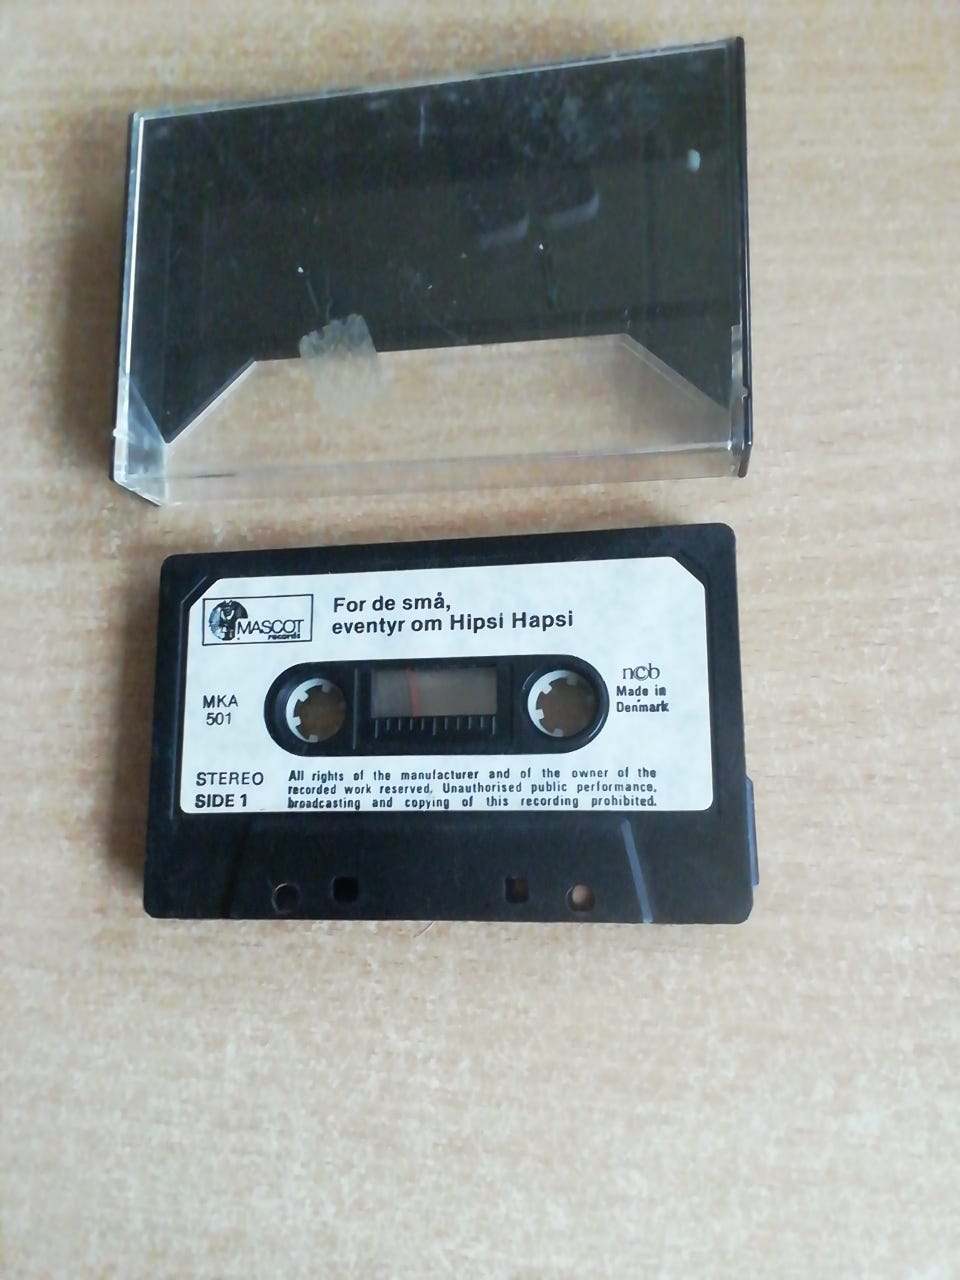 MASCOT
records
For de små,
eventyr om Hipsi Hapsi
MKA
501
ncb
Made in
Denmark
STEREO
SIDE 1
All rights of the manufacturer and of the owner of the
recorded work reserved. Unauthorised public performance,
broadcasting and copying of this recording prohibited.